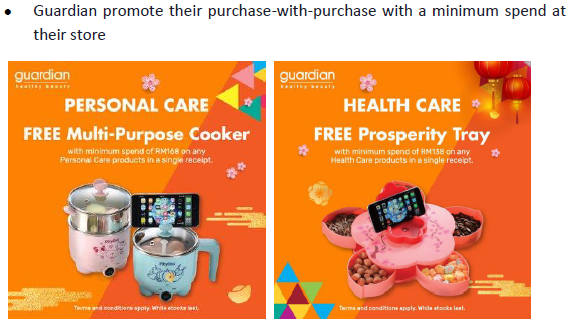 • Guardian promote their purchase-with-purchase with a minimum spend at
their store
guardian
healthy beauty
PERSONAL CARE
FREE Multi-Purpose Cooker
with minimum spend of RM168 on any
Personal Care products in a single receipt.
Terms and conditions apply. While stocks last.
guardian
healthy beauty
HEALTH CARE
FREE Prosperity Tray
with minimum spend of RM138 on any
Health Care products in a single receipt.
Terms and conditions apply. While stocks last.